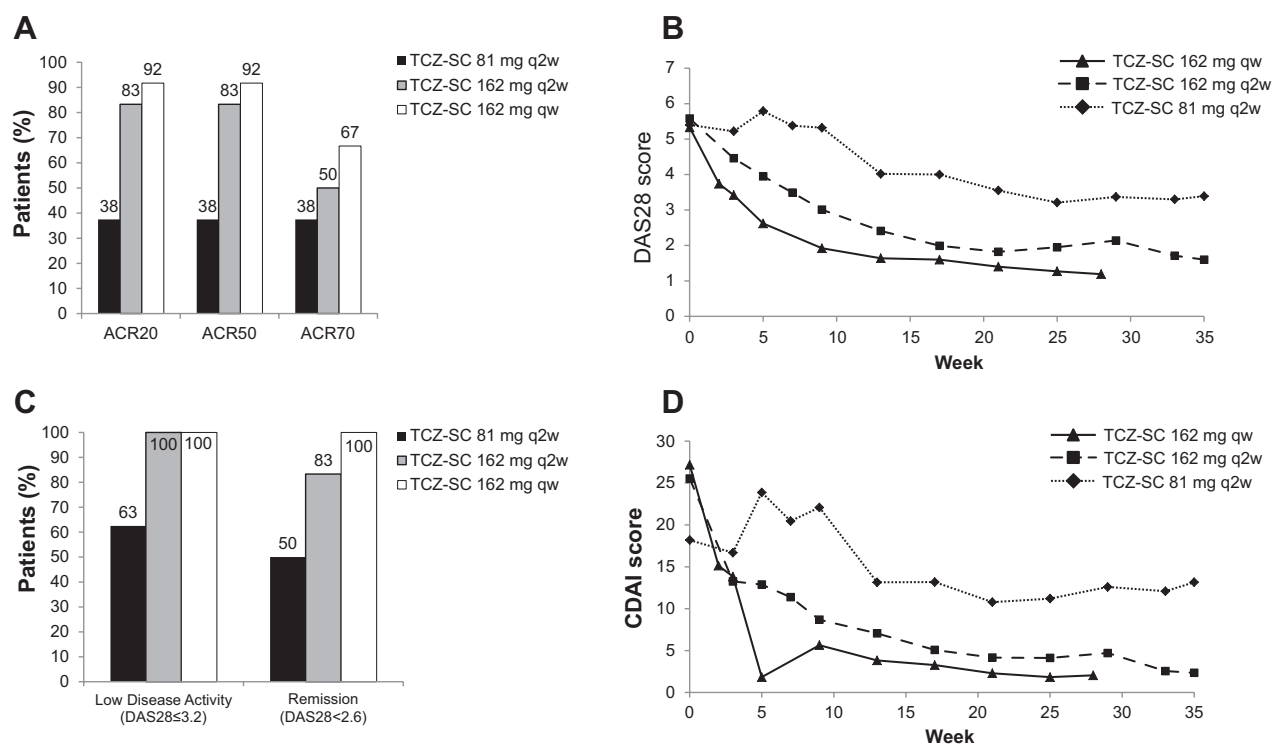 A
TCZ-SC 81 mg q2w
TCZ-SC 162 mg q2w
TCZ-SC 162 mg qw
Patients (%)
100
90
80
70
60
50
40
30
20
10
0
38
83
92
38
83
92
38
50
67
ACR20 ACR50 ACR70
B
TCZ-SC 162 mg qw
TCZ-SC 162 mg q2w
TCZ-SC 81 mg q2w
DAS28 score
7
6
5
4
3
2
1
0
0 5 10 15 20 25 30 35
Week
C
TCZ-SC 81 mg q2w
TCZ-SC 162 mg q2w
TCZ-SC 162 mg qw
Patients (%)
100
90
80
70
60
50
40
30
20
10
0
63
100
100
50
83
100
Low Disease Activity
(DAS28≤3.2)
Remission
(DAS28<2.6)
D
TCZ-SC 162 mg qw
TCZ-SC 162 mg q2w
TCZ-SC 81 mg q2w
CDAI score
30
25
20
15
10
5
0
0 5 10 15 20 25 30 35
Week